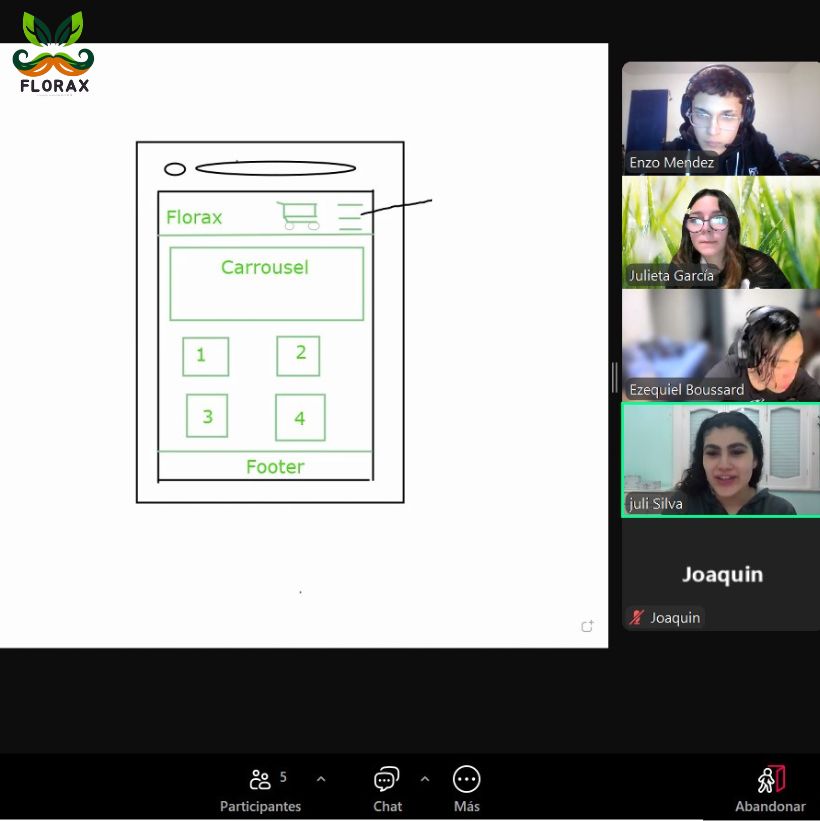 FLORAX
Florax
Carrousel
1
2
3
4
Footer
Enzo Mendez
Julieta García
Ezequiel Boussard
juli Silva
Joaquin
Joaquin
5
Participantes
Chat
Más
Abandonar